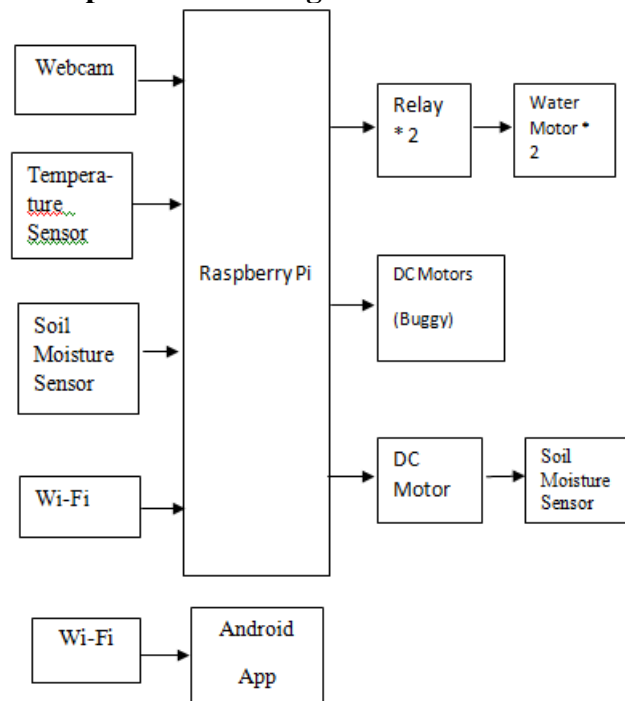 Webcam
Tempera-
ture
Sensor
Soil
Moisture
Sensor
Wi-Fi
Raspberry Pi
Relay
* 2
Water
Motor *
2
DC Motors
(Buggy)
DC
Motor
Soil
Moisture
Sensor
Wi-Fi
Android
App